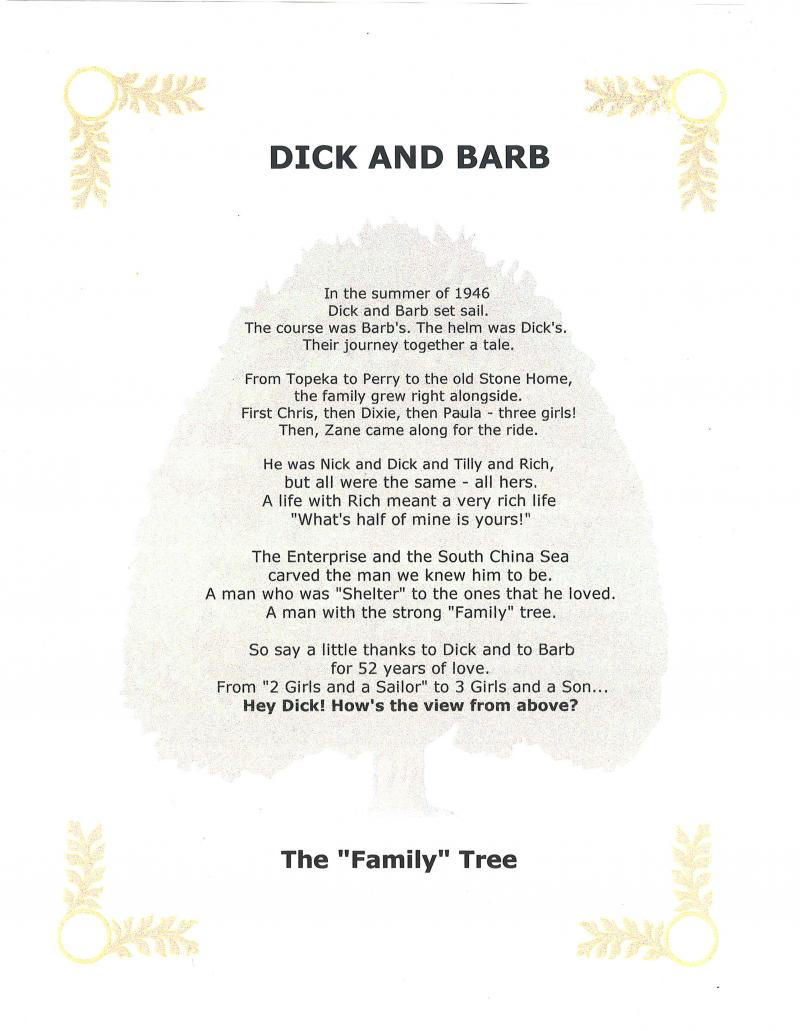 DICK AND BARB
In the summer of 1946
Dick and Barb set sail.
The course was Barb's. The helm was Dick's.
Their journey together a tale.
From Topeka to Perry to the old Stone Home,
the family grew right alongside.
First Chris, then Dixie, then Paula - three girls!
Then, Zane came along for the ride.
He was Nick and Dick and Tilly and Rich,
but all were the same - all hers.
A life with Rich meant a very rich life
"What's half of mine is yours!"
The Enterprise and the South China Sea
carved the man we knew him to be.
A man who was "Shelter" to the ones that he loved.
A man with the strong "Family" tree.
So say a little thanks to Dick and to Barb
for 52 years of love.
From "2 Girls and a Sailor" to 3 Girls and a Son...
Hey Dick! How's the view from above?
The "Family" Tree